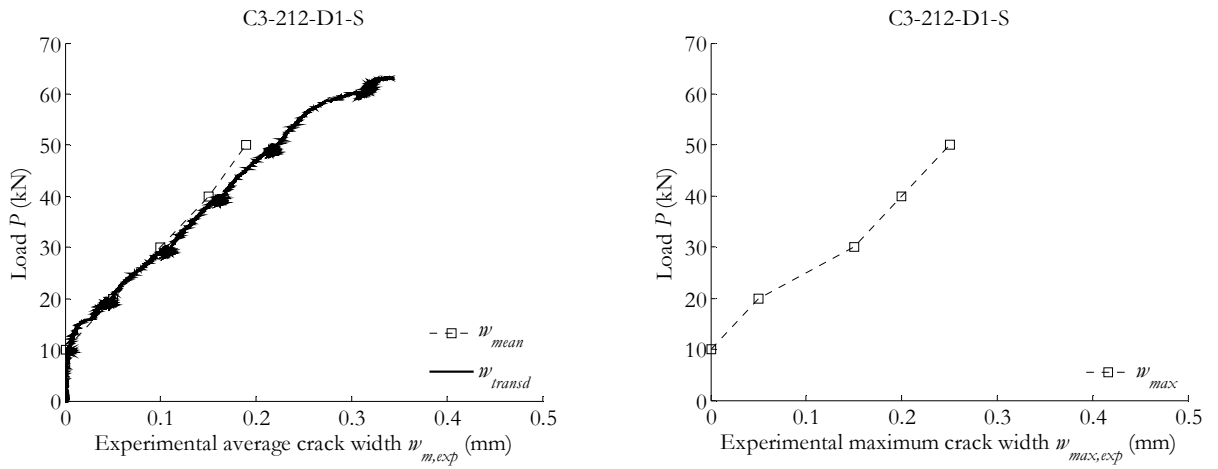 C3-212-D1-S
70
60
50
40
30
20
10
0
Load P (kN)
w_mean
w_transd
0 0.1 0.2 0.3 0.4 0.5
Experimental average crack width w_m,exp (mm)
C3-212-D1-S
70
60
50
40
30
20
10
0
Load P (kN)
w_max
0 0.1 0.2 0.3 0.4 0.5
Experimental maximum crack width w_max,exp (mm)